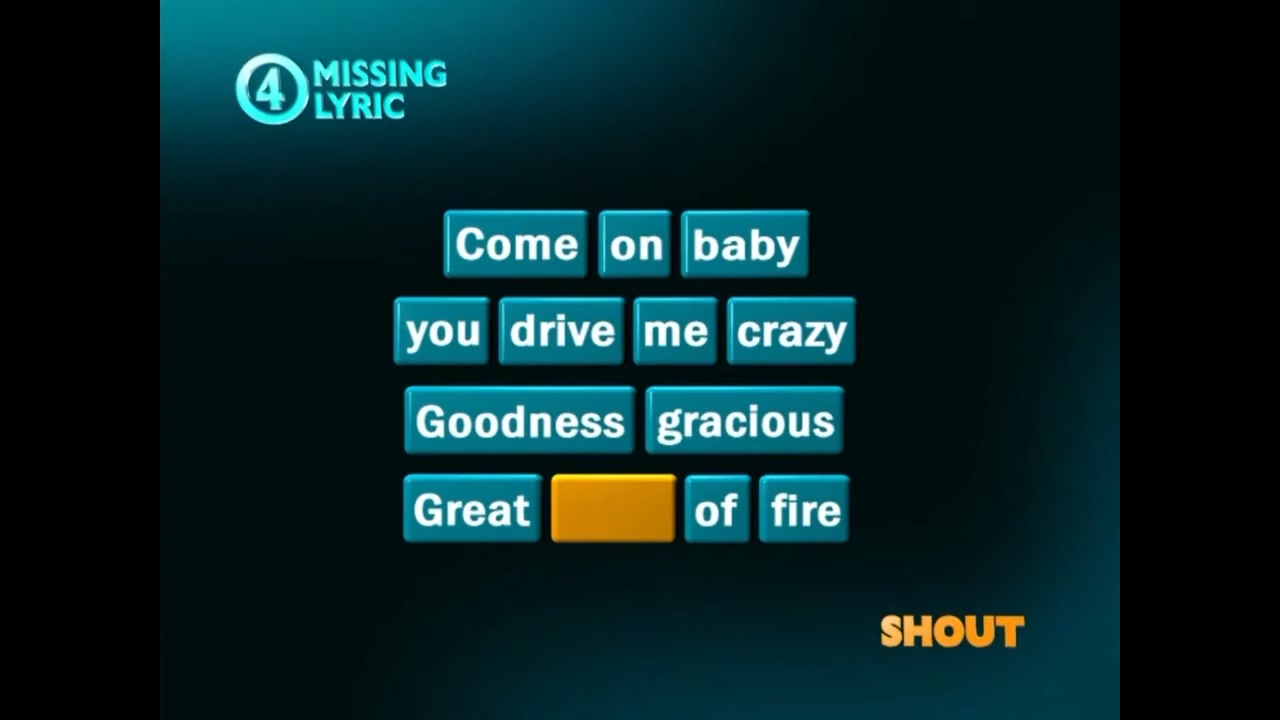 4 MISSING
LYRIC
Come on baby
you drive me crazy
Goodness gracious
Great of fire
SHOUT